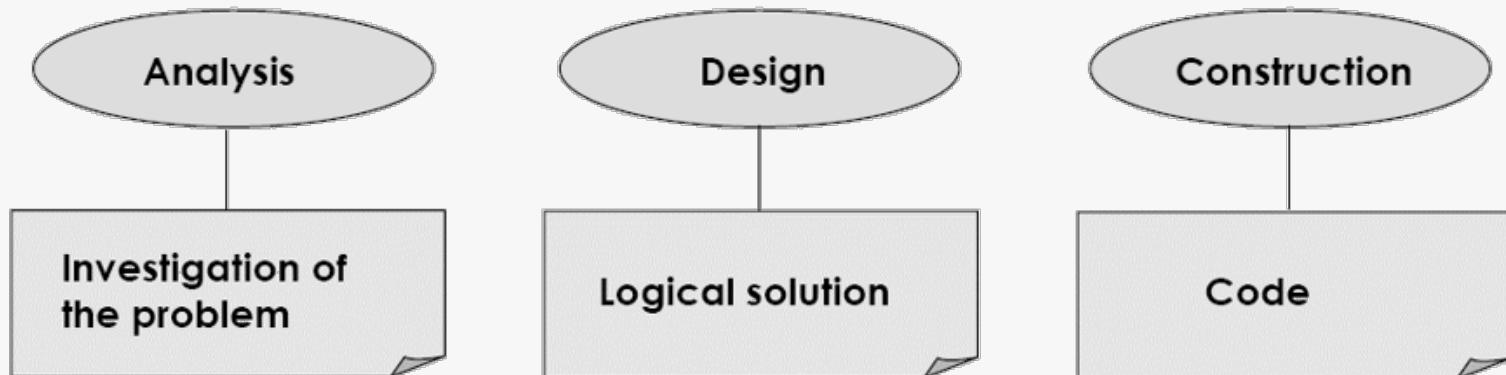 Analysis
Design
Construction
Investigation of
the problem
Logical solution
Code